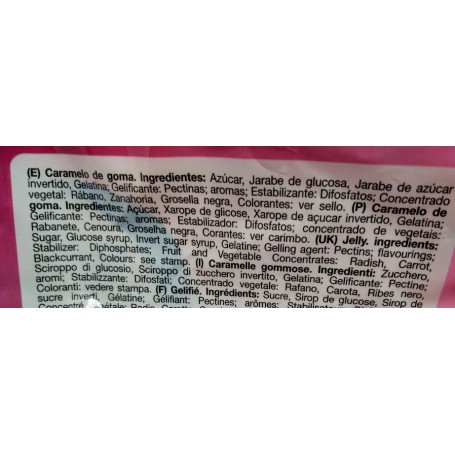 (E) Caramelo de goma. Ingredientes: Azúcar, Jarabe de glucosa, Jarabe de azúcar
invertido, Gelatina; Gelificante: Pectinas; aromas; Estabilizante: Difosfatos; Concentrado
vegetal: Rábano, Zanahoria, Grosella negra, Colorantes: ver sello. (P) Caramelo de
goma. Ingredientes: Açúcar, Xarope de glicose, Xarope de açucar invertido, Gelatina;
Gelificante: Pectinas; aromas; Estabilizador: Difosfatos; concentrado de vegetais:
Rabanete, Cenoura, Groselha negra, Corantes: ver carimbo. (UK) Jelly. ingredients:
Sugar, Glucose syrup, Invert sugar syrup, Gelatine; Gelling agent: Pectins; flavourings;
Stabilizer: Diphosphates; Fruit and Vegetable Concentrates: Radish, Carrot,
Blackcurrant, Colours: see stamp. (I) Caramelle gommose. Ingredienti: Zucchero,
Sciroppo di glucosio, Sciroppo di zucchero invertito, Gelatina; Gelificante: Pectine;
aromi; Stabilizzante: Difosfati; Concentrato vegetale: Rafano, Carota, Ribes nero,
Coloranti: vedere stampa. (F) Gelifié. Ingrédients: Sucre, Sirop de glucose, Sirop de
sucre inverti, Gélatine; Gélifiant: Pectines; arômes;